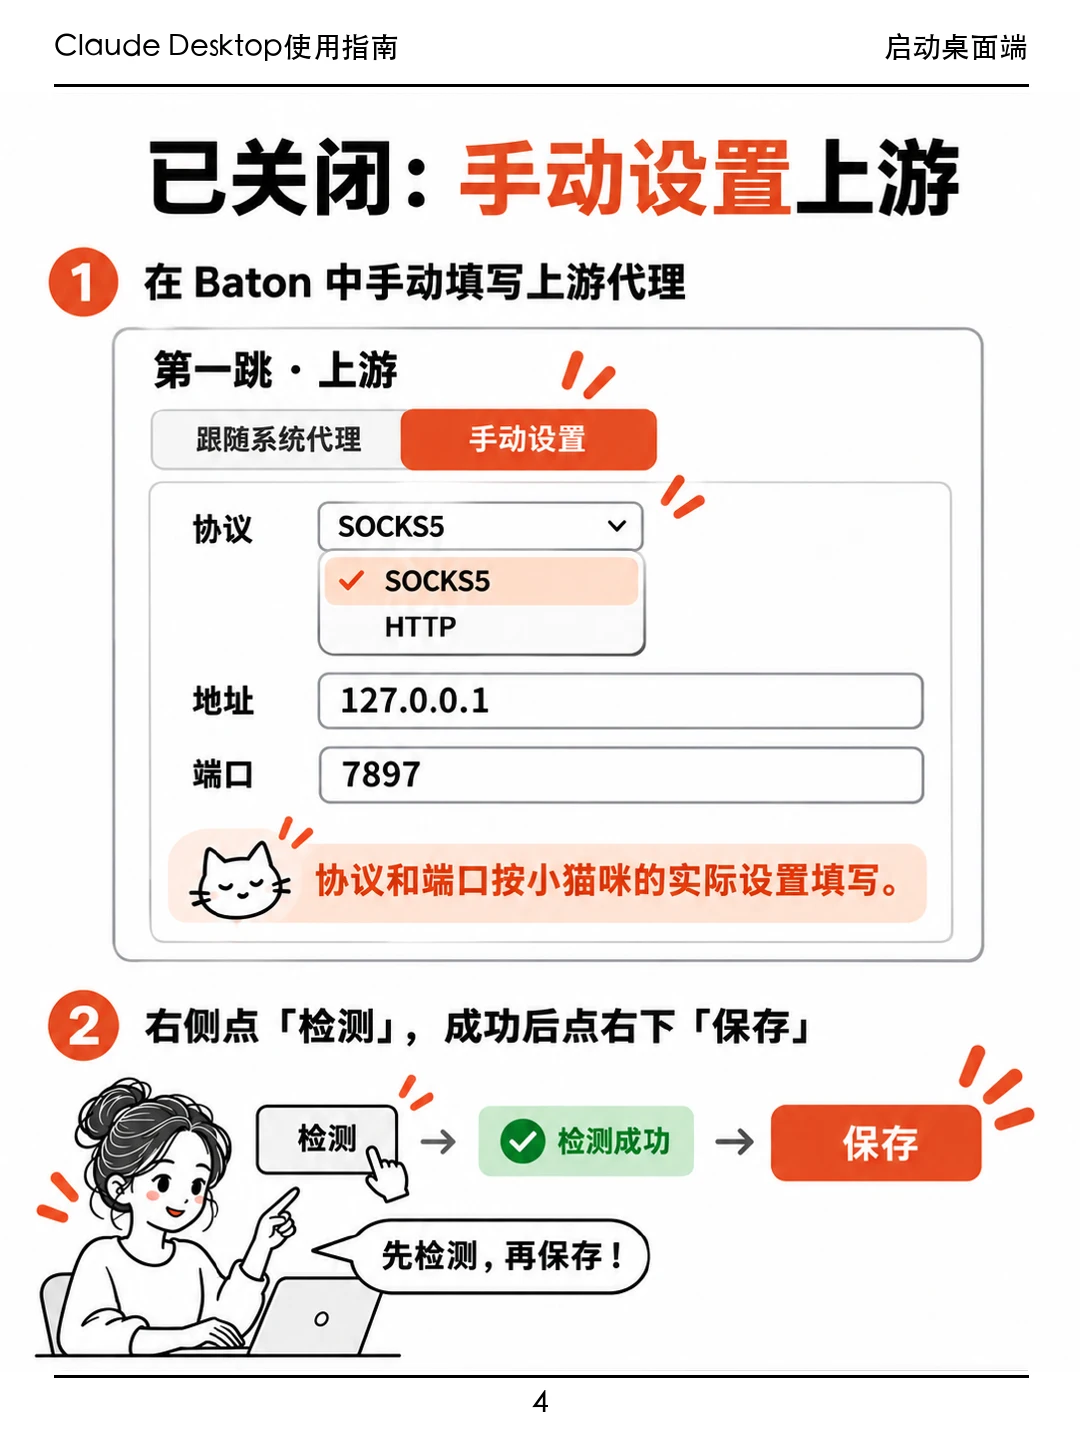 Claude Desktop使用指南
启动桌面端
已关闭：手动设置上游
1 在 Baton 中手动填写上游代理
第一跳 · 上游
跟随系统代理
手动设置
协议
SOCKS5
SOCKS5
HTTP
地址
127.0.0.1
端口
7897
协议和端口按小猫咪的实际设置填写。
2 右侧点「检测」，成功后点右下「保存」
检测
检测成功
保存
先检测，再保存！
4